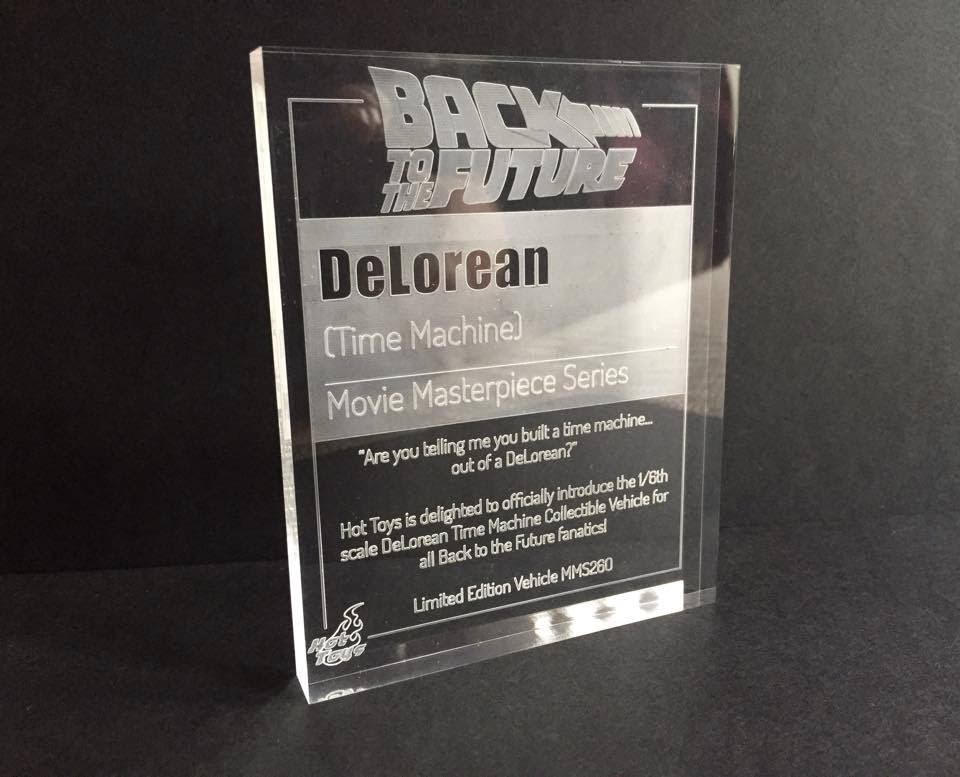 BACK
TO THE FUTURE
DeLorean
(Time Machine)
Movie Masterpiece Series
"Are you telling me you built a time machine...
out of a DeLorean?"
Hot Toys is delighted to officially introduce the 1/6th
scale DeLorean Time Machine Collectible Vehicle for
all Back to the Future fanatics!
Limited Edition Vehicle MMS260
Hot
Toys